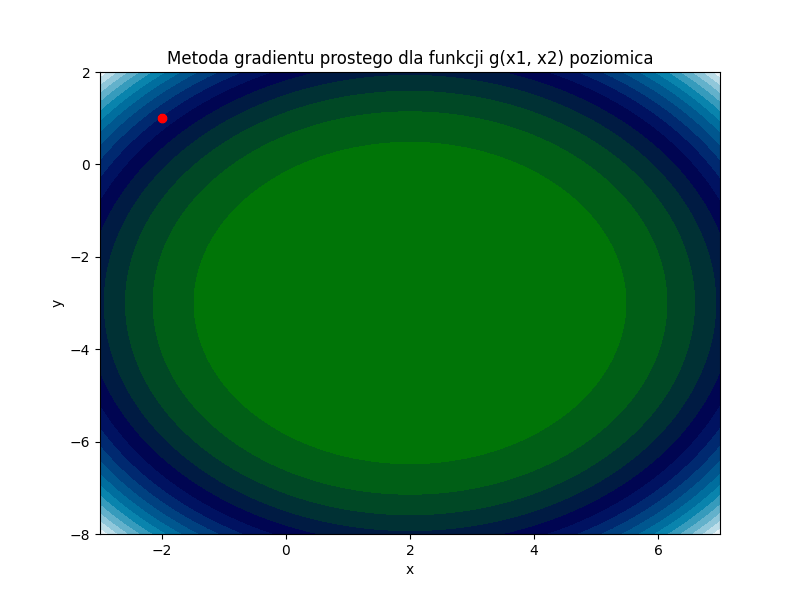 Metoda gradientu prostego dla funkcji g(x1, x2) poziomica
2
0
−2
−4
−6
−8
y
−2 0 2 4 6
x